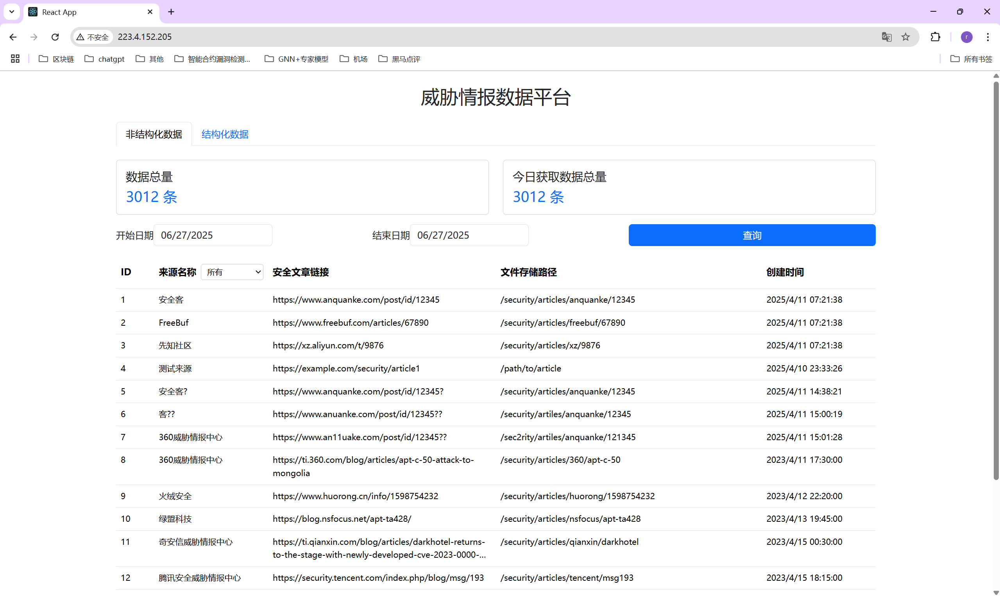 React App
不安全 223.4.152.205
r
区块链 chatgpt 其他 智能合约漏洞检测... GNN+专家模型 机场 黑马点评 所有书签
威胁情报数据平台
非结构化数据 结构化数据
数据总量 今日获取数据总量
3012 条 3012 条
开始日期 06/27/2025 结束日期 06/27/2025 查询
ID 来源名称 所有 安全文章链接 文件存储路径 创建时间
1 安全客 https://www.anquanke.com/post/id/12345 /security/articles/anquanke/12345 2025/4/11 07:21:38
2 FreeBuf https://www.freebuf.com/articles/67890 /security/articles/freebuf/67890 2025/4/11 07:21:38
3 先知社区 https://xz.aliyun.com/t/9876 /security/articles/xz/9876 2025/4/11 07:21:38
4 测试来源 https://example.com/security/article1 /path/to/article 2025/4/10 23:33:26
5 安全客? https://www.anquanke.com/post/id/12345? /security/articles/anquanke/12345 2025/4/11 14:38:21
6 客?? https://www.anuanke.com/post/id/12345?? /security/artiles/anquanke/12345 2025/4/11 15:00:19
7 360威胁情报中心 https://www.an11uake.com/post/id/12345?? /sec2rity/artiles/anquanke/121345 2025/4/11 15:01:28
8 360威胁情报中心 https://ti.360.com/blog/articles/apt-c-50-attack-to- /security/articles/360/apt-c-50 2023/4/11 17:30:00
mongolia
9 火绒安全 https://www.huorong.cn/info/1598754232 /security/articles/huorong/1598754232 2023/4/12 22:20:00
10 绿盟科技 https://blog.nsfocus.net/apt-ta428/ /security/articles/nsfocus/apt-ta428 2023/4/13 19:45:00
11 奇安信威胁情报中心 https://ti.qianxin.com/blog/articles/darkhotel-returns- /security/articles/qianxin/darkhotel 2023/4/15 00:30:00
to-the-stage-with-newly-developed-cve-2023-0000-...
12 腾讯安全威胁情报中心 https://security.tencent.com/index.php/blog/msg/193 /security/articles/tencent/msg193 2023/4/15 18:15:00